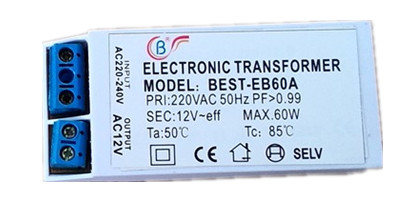 B
INPUT
AC220-240V
OUTPUT
AC12V
ELECTRONIC TRANSFORMER
MODEL: BEST-EB60A
PRI:220VAC 50Hz PF>0.99
SEC:12V~eff MAX.60W
Ta:50℃ Tc: 85℃
SELV